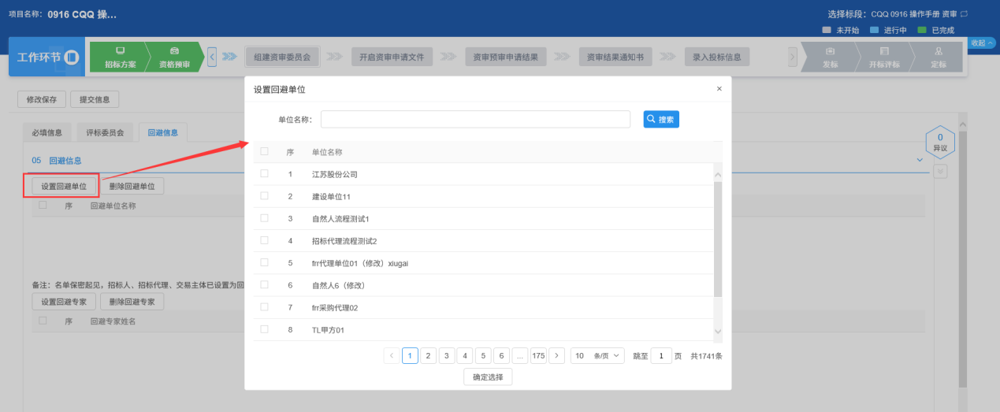 项目名称: 0916 CQQ 操...
选择标段: CQQ 0916 操作手册 资审
未开始 进行中 已完成
收起
工作环节
招标方案
资格预审
组建资审委员会
开启资审申请文件
资审预审申请结果
资审结果通知书
录入投标信息
发标
开标评标
定标
修改保存 提交信息
必填信息 评标委员会 回避信息
0
异议
05 回避信息
设置回避单位 删除回避单位
序 回避单位名称
备注: 名单保密起见，招标人、招标代理、交易主体已设置为回
设置回避专家 删除回避专家
序 回避专家姓名
设置回避单位 ×
单位名称: 搜索
序 单位名称
1 江苏股份公司
2 建设单位11
3 自然人流程测试1
4 招标代理流程测试2
5 frr代理单位01（修改）xiugai
6 自然人6（修改）
7 frr采购代理02
8 TL甲方01
< 1 2 3 4 5 6 ... 175 > 10 条/页 跳至 1 页 共1741条
确定选择